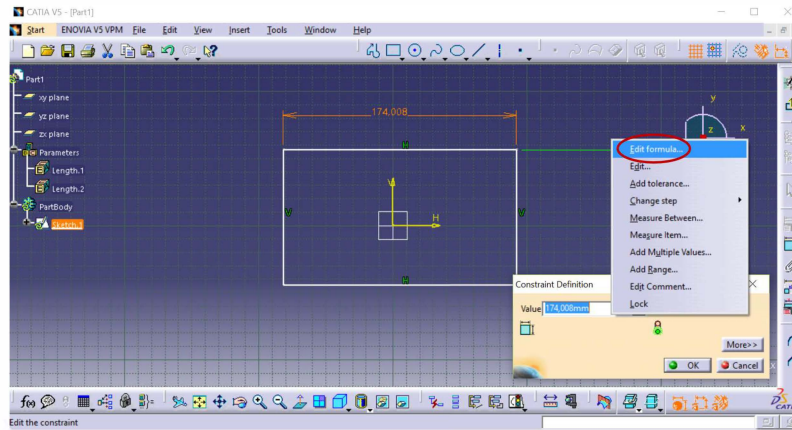 CATIA V5 - [Part1]
Start ENOVIA V5 VPM File Edit View Insert Tools Window Help
Part1
xy plane
yz plane
zx plane
Parameters
Length.1
Length.2
PartBody
Sketch.1
174,008
H
V
V
H
V
H
y
x
z
Edit formula...
Edit...
Add tolerance...
Change step
Measure Between...
Measure Item...
Add Multiple Values...
Add Range...
Edit Comment...
Lock
Constraint Definition
Value 174,008mm
More>>
OK Cancel
Edit the constraint